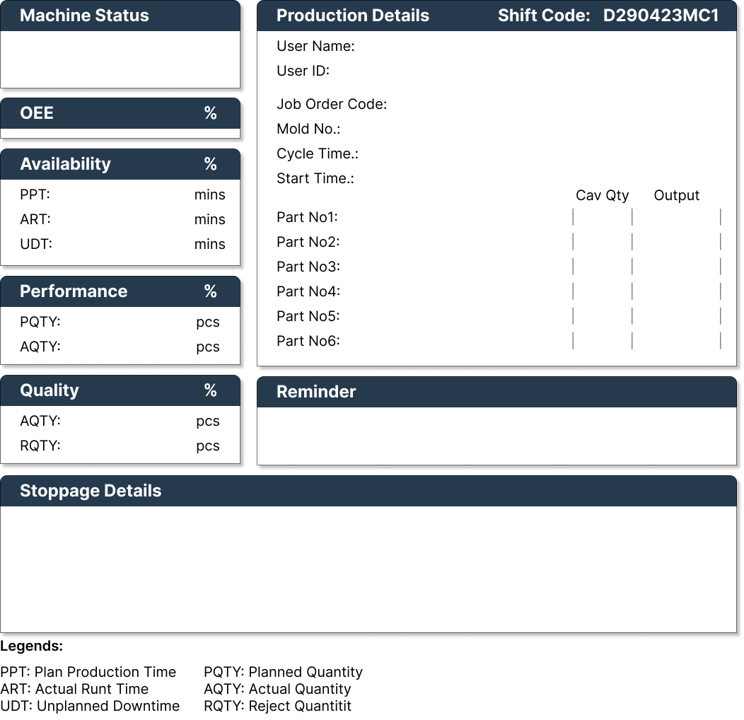 Machine Status
OEE %
Availability %
PPT: mins
ART: mins
UDT: mins
Performance %
PQTY: pcs
AQTY: pcs
Quality %
AQTY: pcs
RQTY: pcs
Production Details Shift Code: D290423MC1
User Name:
User ID:
Job Order Code:
Mold No.:
Cycle Time.:
Start Time.:
Cav Qty Output
Part No1:
Part No2:
Part No3:
Part No4:
Part No5:
Part No6:
Reminder
Stoppage Details
Legends:
PPT: Plan Production Time PQTY: Planned Quantity
ART: Actual Runt Time AQTY: Actual Quantity
UDT: Unplanned Downtime RQTY: Reject Quantitit